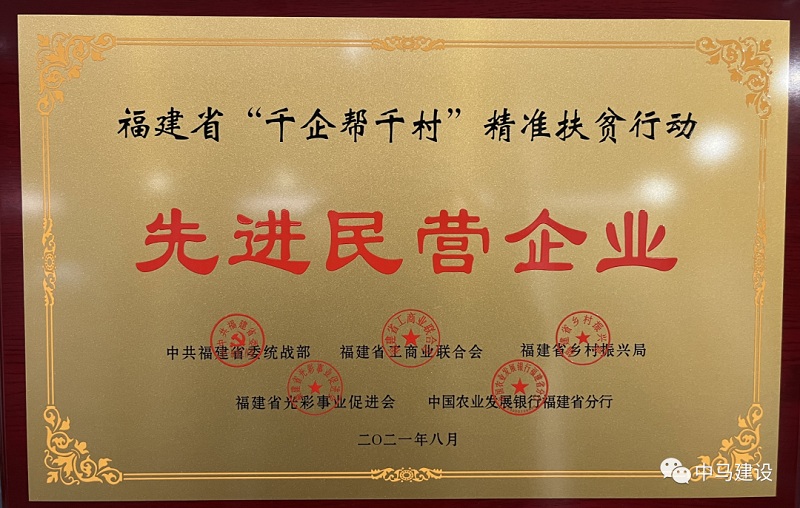 福建省“千企帮千村”精准扶贫行动
先进民营企业
中共福建省委统战部 福建省工商业联合会 福建省乡村振兴局
福建省光彩事业促进会 中国农业发展银行福建省分行
二〇二一年八月
中马建设